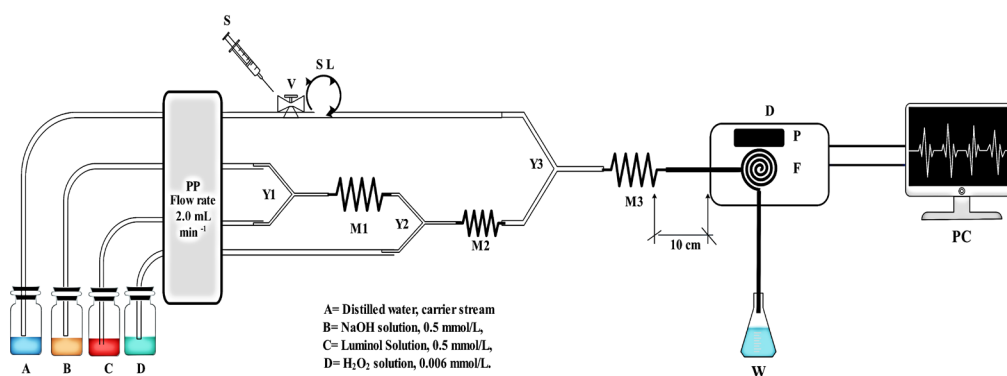 S
V
S L
D
P
F
PP
Flow rate
2.0 mL
min -1
Y1
M1
Y2
M2
Y3
M3
10 cm
PC
A
B
C
D
W
A= Distilled water, carrier stream
B= NaOH solution, 0.5 mmol/L,
C= Luminol Solution, 0.5 mmol/L,
D= H₂O₂ solution, 0.006 mmol/L.